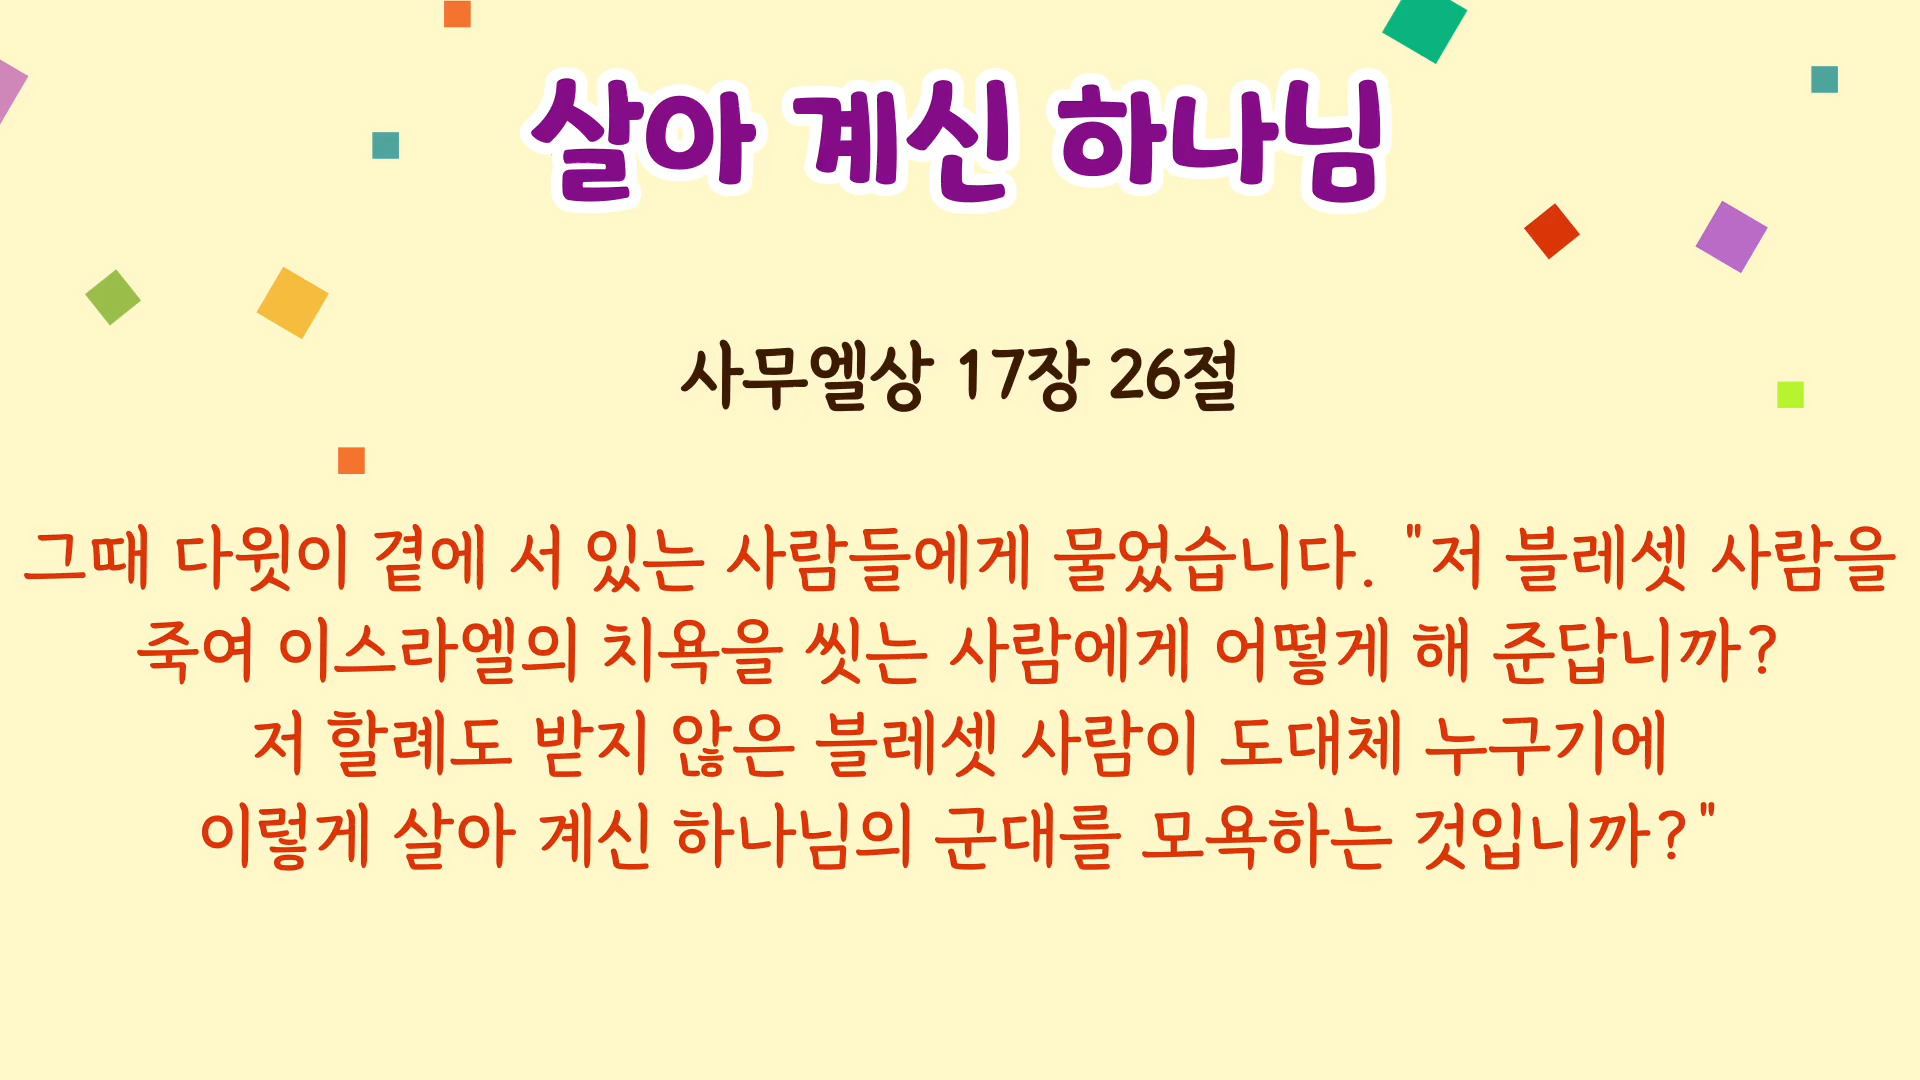 살아 계신 하나님
사무엘상 17장 26절
그때 다윗이 곁에 서 있는 사람들에게 물었습니다. "저 블레셋 사람을
죽여 이스라엘의 치욕을 씻는 사람에게 어떻게 해 준답니까?
저 할례도 받지 않은 블레셋 사람이 도대체 누구기에
이렇게 살아 계신 하나님의 군대를 모욕하는 것입니까?"